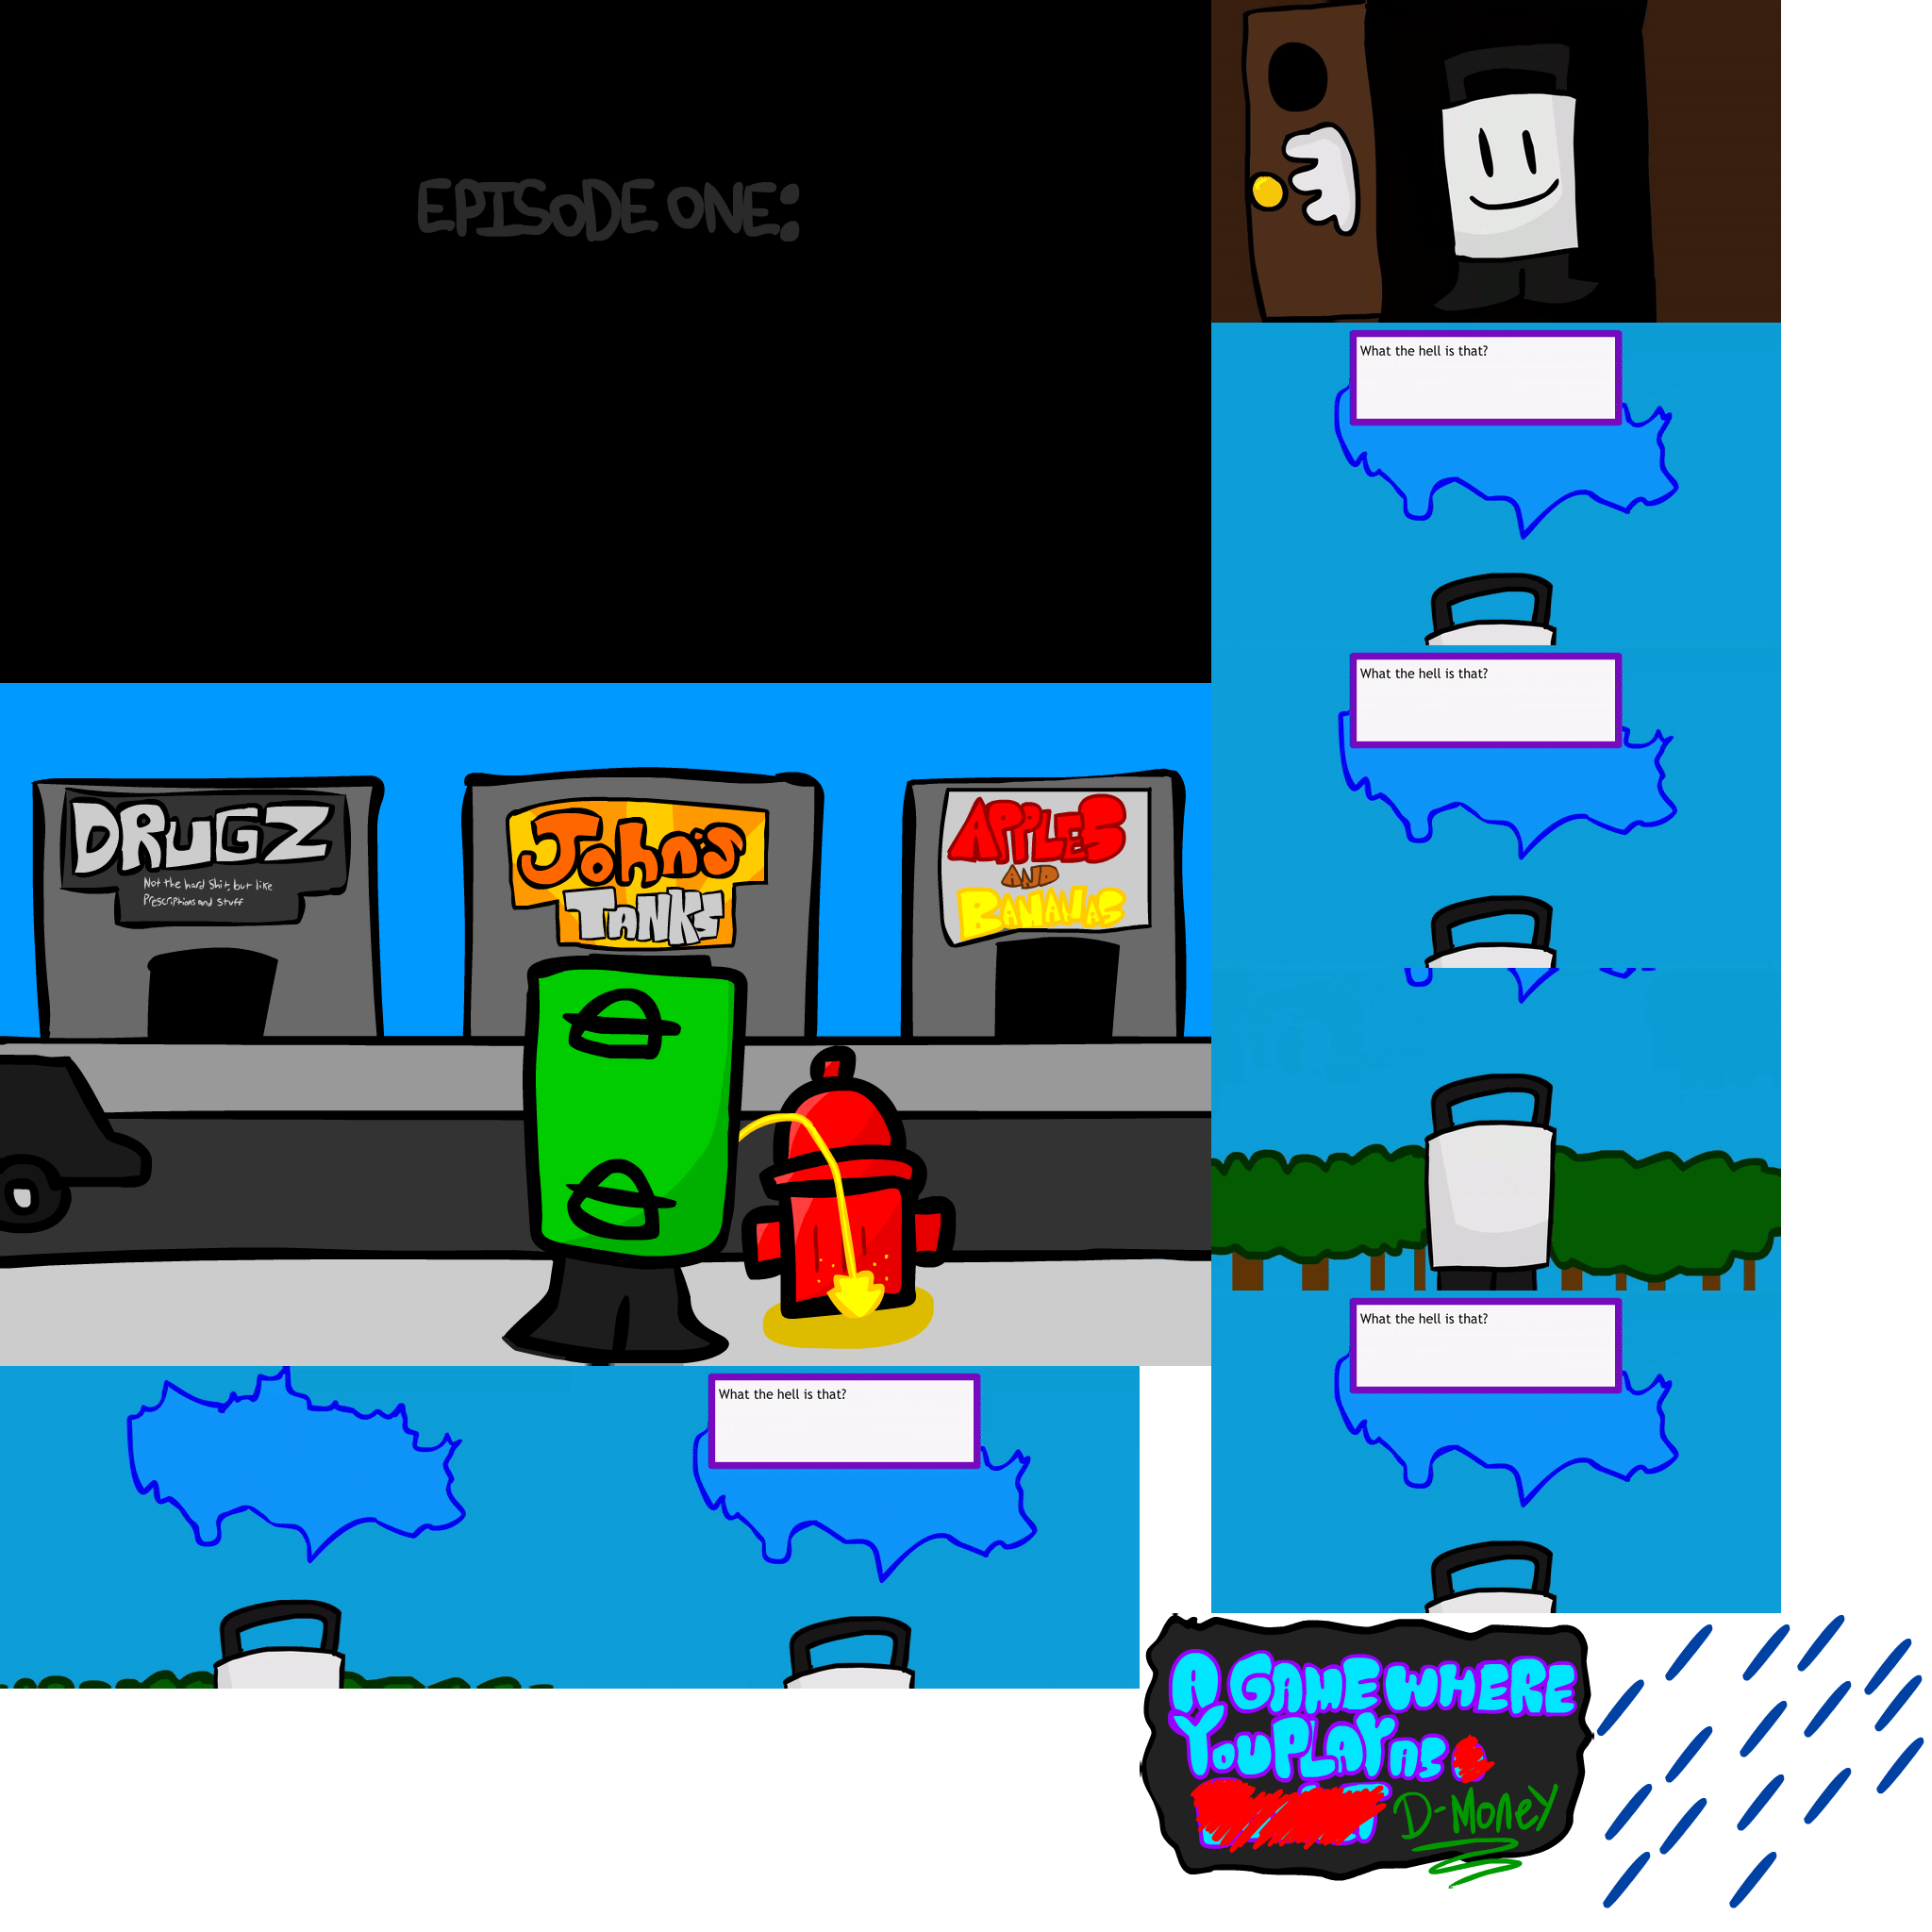 EPISODE ONE:
What the hell is that?
What the hell is that?
DRUGZ
Not the hard shit, but like
Prescriptions and stuff
John's
TANKS
APPLES
AND
BANANAS
What the hell is that?
What the hell is that?
A GAME WHERE
YOU PLAY AS
D-MONEY